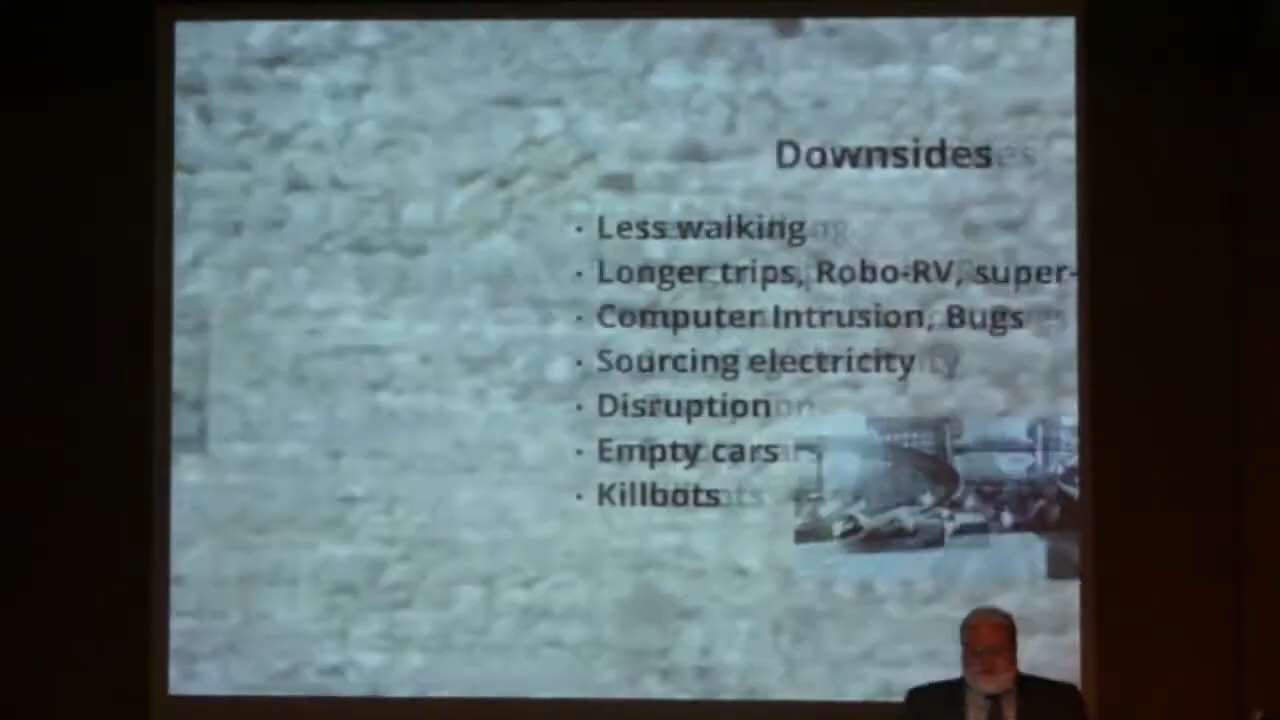 Downsides
· Less walking
· Longer trips, Robo-RV, super-
· Computer Intrusion, Bugs
· Sourcing electricity
· Disruption
· Empty cars
· Killbots